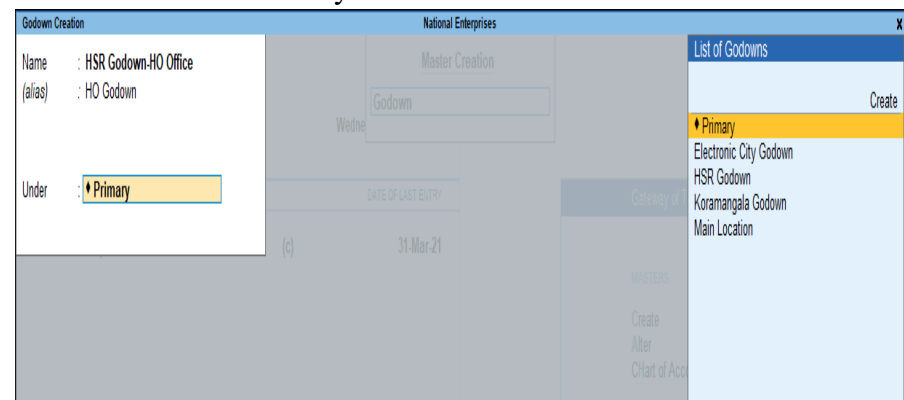 Godown Creation National Enterprises x
Name : HSR Godown-HO Office
(alias) : HO Godown
Under : ♦ Primary
Master Creation
Godown
Wedne
DATE OF LAST ENTRY
(c) 31-Mar-21
Gateway of T
MASTERS
Create
Alter
CHart of Acco
List of Godowns
Create
♦ Primary
Electronic City Godown
HSR Godown
Koramangala Godown
Main Location